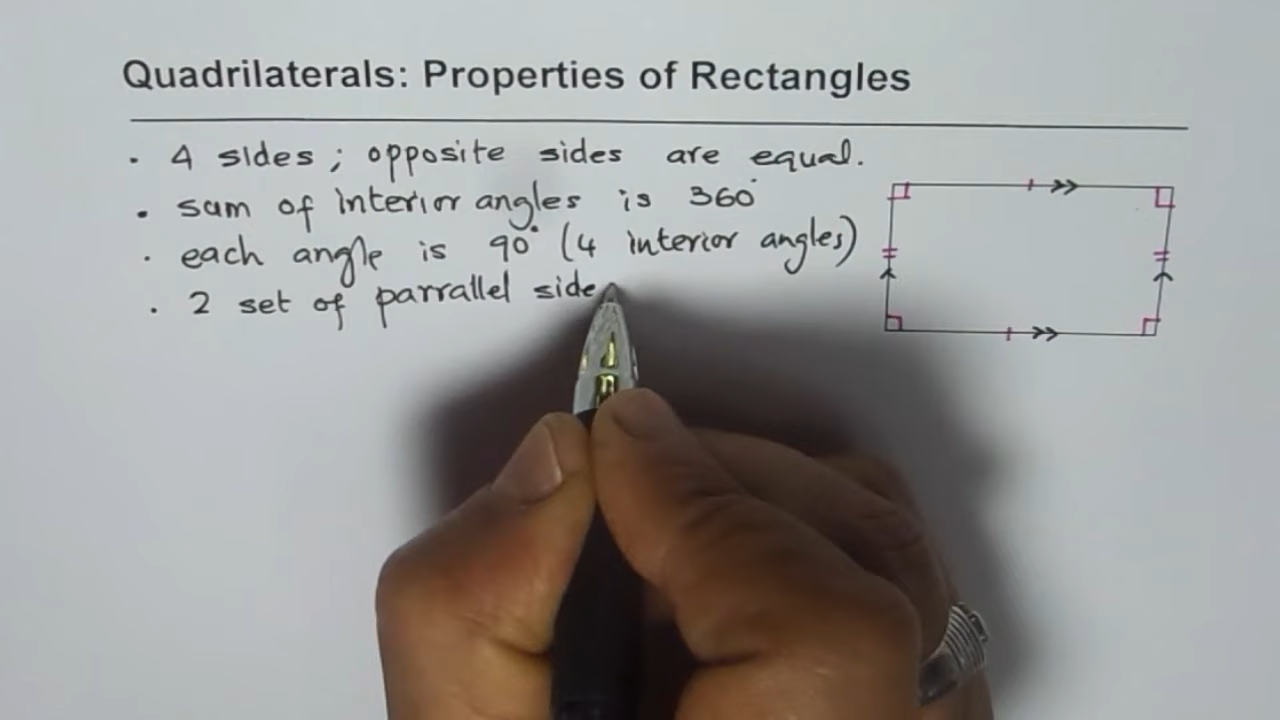 Quadrilaterals: Properties of Rectangles
. 4 sides ; opposite sides are equal.
. sum of interior angles is 360°
. each angle is 90° (4 interior angles)
. 2 set of parrallel side